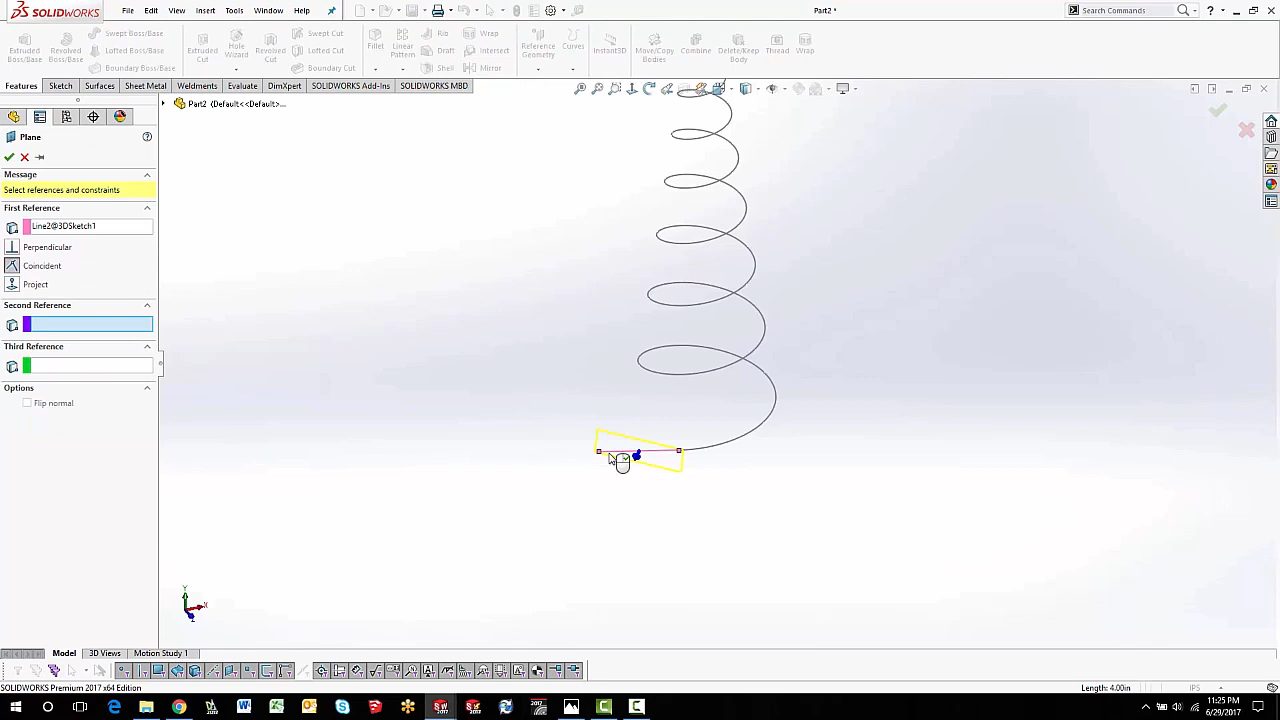 SOLIDWORKS
File Edit View Insert Tools Window Help
Part2 *
Search Commands
Extruded Boss/Base
Revolved Boss/Base
Swept Boss/Base
Lofted Boss/Base
Boundary Boss/Base
Extruded Cut
Hole Wizard
Revolved Cut
Swept Cut
Lofted Cut
Boundary Cut
Fillet
Linear Pattern
Rib
Draft
Shell
Wrap
Intersect
Mirror
Reference Geometry
Curves
Instant3D
Move/Copy Bodies
Combine
Delete/Keep Body
Thread
Wrap
Features Sketch Surfaces Sheet Metal Weldments Evaluate DimXpert SOLIDWORKS Add-Ins SOLIDWORKS MBD
Part2 (Default<<Default>...
Plane
Message
Select references and constraints
First Reference
Line2@3DSketch1
Perpendicular
Coincident
Project
Second Reference
Third Reference
Options
Flip normal
Y
X
Z
Model 3D Views Motion Study 1
SOLIDWORKS Premium 2017 x64 Edition
Length: 4.00in
IPS
11:25 PM
6/29/2017